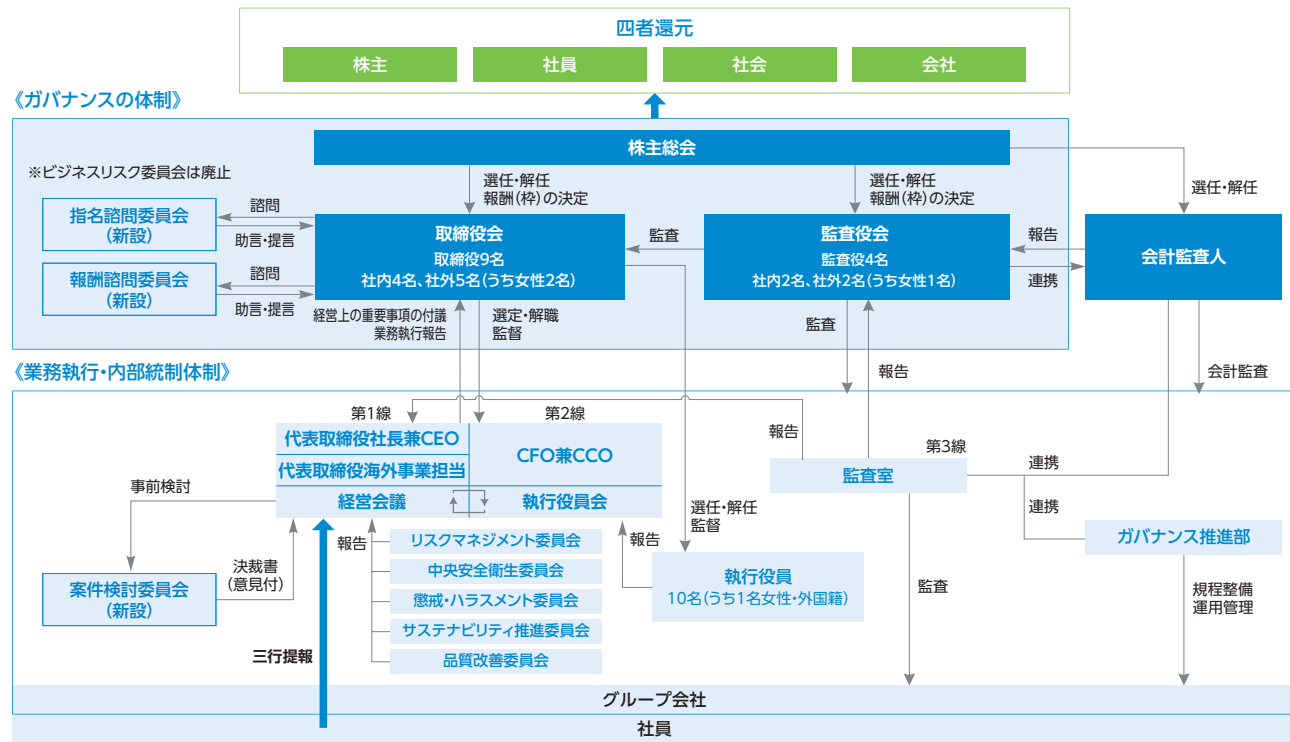 四者還元
株主
社員
社会
会社
《ガバナンスの体制》
株主総会
※ビジネスリスク委員会は廃止
選任・解任
報酬(枠)の決定
選任・解任
報酬(枠)の決定
選任・解任
指名諮問委員会
(新設)
諮問
助言・提言
報酬諮問委員会
(新設)
諮問
助言・提言
取締役会
取締役9名
社内4名、社外5名(うち女性2名)
監査
監査役会
監査役4名
社内2名、社外2名(うち女性1名)
報告
連携
会計監査人
経営上の重要事項の付議
業務執行報告
選定・解職
監督
監査
報告
会計監査
《業務執行・内部統制体制》
第1線
第2線
代表取締役社長兼CEO
代表取締役海外事業担当
CFO兼CCO
経営会議
執行役員会
報告
第3線
監査室
連携
連携
事前検討
選任・解任
監督
ガバナンス推進部
報告
リスクマネジメント委員会
中央安全衛生委員会
懲戒・ハラスメント委員会
サステナビリティ推進委員会
品質改善委員会
報告
執行役員
10名(うち1名女性・外国籍)
決裁書
(意見付)
案件検討委員会
(新設)
監査
規程整備
運用管理
三行提報
グループ会社
社員